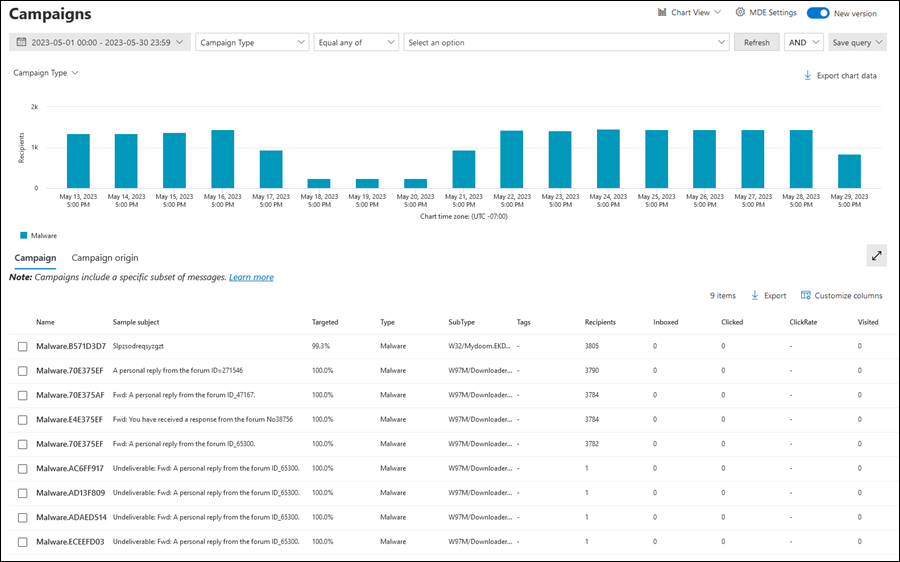 Campaigns
Chart View MDE Settings New version
2023-05-01 00:00 - 2023-05-30 23:59 Campaign Type Equal any of Select an option Refresh AND Save query
Campaign Type Export chart data
2k
1k
0
Recipients
May 13, 2023 May 14, 2023 May 15, 2023 May 16, 2023 May 17, 2023 May 18, 2023 May 19, 2023 May 20, 2023 May 21, 2023 May 22, 2023 May 23, 2023 May 24, 2023 May 25, 2023 May 26, 2023 May 27, 2023 May 28, 2023 May 29, 2023
5:00 PM 5:00 PM 5:00 PM 5:00 PM 5:00 PM 5:00 PM 5:00 PM 5:00 PM 5:00 PM 5:00 PM 5:00 PM 5:00 PM 5:00 PM 5:00 PM 5:00 PM 5:00 PM 5:00 PM
Chart time zone: (UTC -07:00)
Malware
Campaign Campaign origin
Note: Campaigns include a specific subset of messages. Learn more
9 items Export Customize columns
Name Sample subject Targeted Type SubType Tags Recipients Inboxed Clicked ClickRate Visited
Malware.B571D3D7 Slpzsodreqsyzgzt 99.3% Malware W32/Mydoom.EKD... - 3805 0 0 - 0
Malware.70E375EF A personal reply from the forum ID=271546 100.0% Malware W97M/Downloader... - 3790 0 0 - 0
Malware.70E375AF Fwd: A personal reply from the forum ID_47167. 100.0% Malware W97M/Downloader... - 3784 0 0 - 0
Malware.E4E375EF Fwd: You have received a response from the forum No38756 100.0% Malware W97M/Downloader... - 3784 0 0 - 0
Malware.70E375EF Fwd: A personal reply from the forum ID_65300. 100.0% Malware W97M/Downloader... - 3782 0 0 - 0
Malware.AC6FF917 Undeliverable: Fwd: A personal reply from the forum ID_65300. 100.0% Malware W97M/Downloader... - 1 0 0 - 0
Malware.AD13F809 Undeliverable: Fwd: A personal reply from the forum ID_65300. 100.0% Malware W97M/Downloader... - 1 0 0 - 0
Malware.ADAED514 Undeliverable: Fwd: A personal reply from the forum ID_65300. 100.0% Malware W97M/Downloader... - 1 0 0 - 0
Malware.ECEEFD03 Undeliverable: Fwd: A personal reply from the forum ID_65300. 100.0% Malware W97M/Downloader... - 1 0 0 - 0